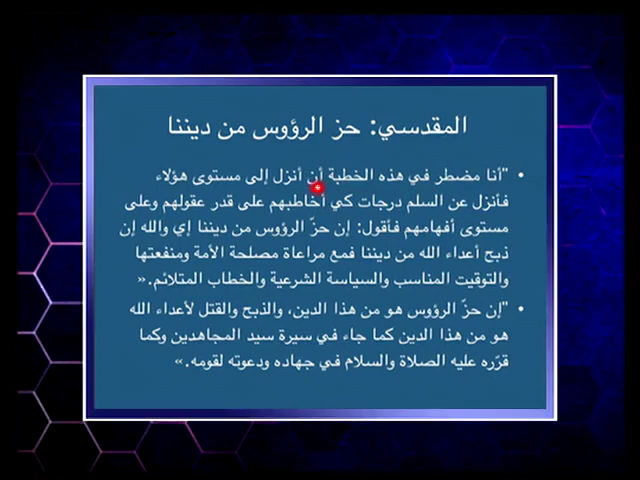 المقدسي: حز الرؤوس من ديننا
• "أنا مضطر في هذه الخطبة أن أنزل إلى مستوى هؤلاء
فأنزل عن السلم درجات كي أخاطبهم على قدر عقولهم وعلى
مستوى أفهامهم فأقول: إن حزّ الرؤوس من ديننا إي والله إن
ذبح أعداء الله من ديننا فمع مراعاة مصلحة الأمة ومنفعتها
والتوقيت المناسب والسياسة الشرعية والخطاب المتلائم.«
• "إن حزّ الرؤوس هو من هذا الدين، والذبح والقتل لأعداء الله
هو من هذا الدين كما جاء في سيرة سيد المجاهدين وكما
قرّره عليه الصلاة والسلام في جهاده ودعوته لقومه.»